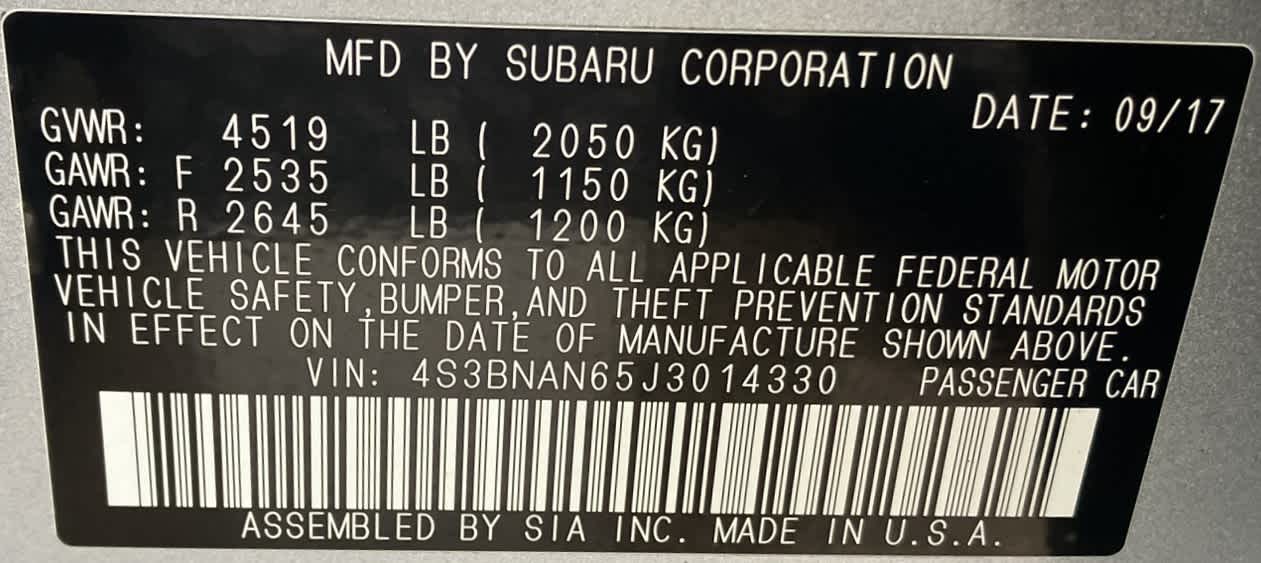 MFD BY SUBARU CORPORATION
DATE: 09/17
GVWR: 4519 LB ( 2050 KG)
GAWR: F 2535 LB ( 1150 KG)
GAWR: R 2645 LB ( 1200 KG)
THIS VEHICLE CONFORMS TO ALL APPLICABLE FEDERAL MOTOR
VEHICLE SAFETY,BUMPER,AND THEFT PREVENTION STANDARDS
IN EFFECT ON THE DATE OF MANUFACTURE SHOWN ABOVE.
VIN: 4S3BNAN65J3014330 PASSENGER CAR
ASSEMBLED BY SIA INC. MADE IN U.S.A.